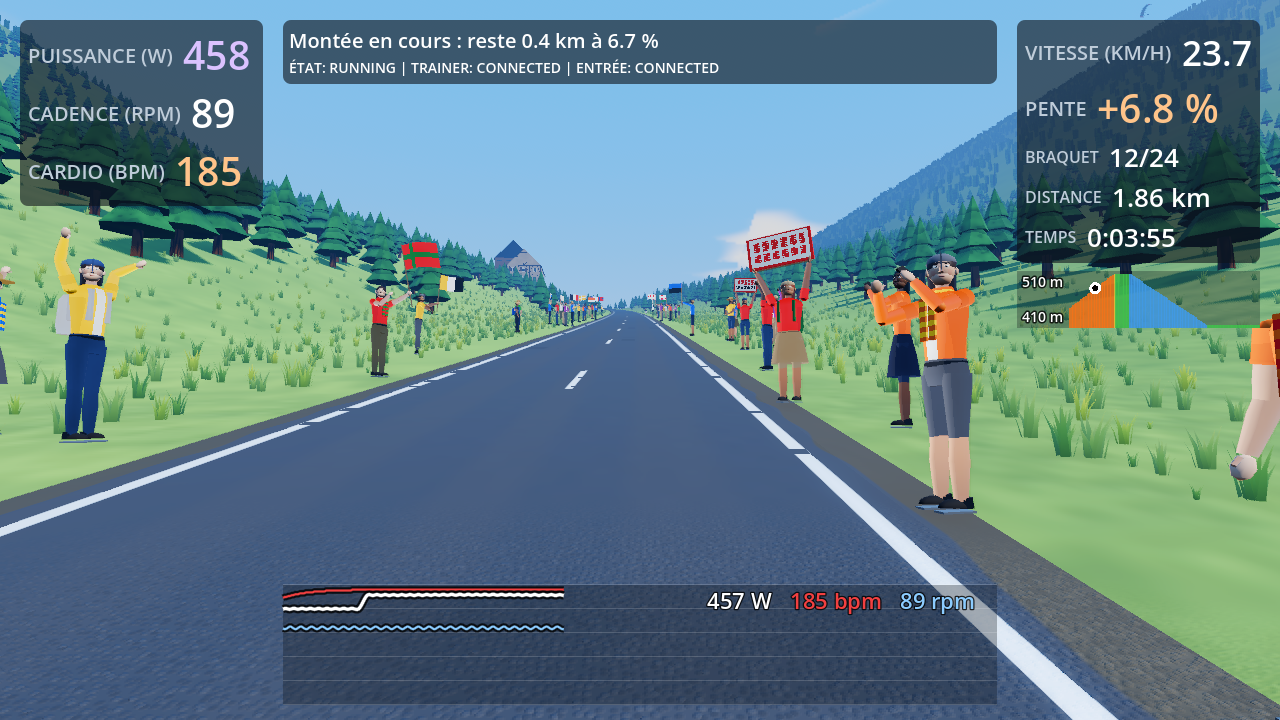 PUISSANCE (W) 458
CADENCE (RPM) 89
CARDIO (BPM) 185
Montée en cours : reste 0.4 km à 6.7 %
ÉTAT: RUNNING | TRAINER: CONNECTED | ENTRÉE: CONNECTED
VITESSE (KM/H) 23.7
PENTE +6.8 %
BRAQUET 12/24
DISTANCE 1.86 km
TEMPS 0:03:55
510 m
410 m
457 W 185 bpm 89 rpm